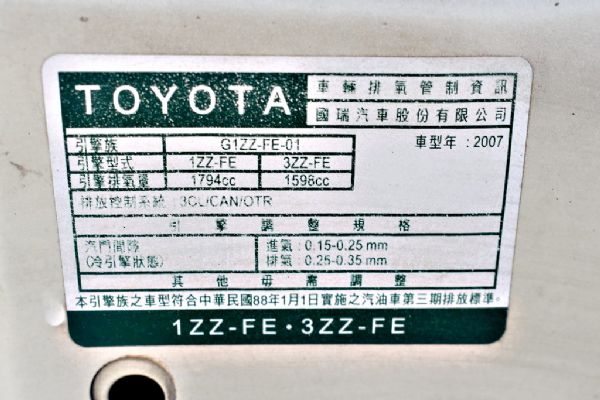 TOYOTA
車輛排氣管制資訊
國瑞汽車股份有限公司
引擎族 G1ZZ-FE-01
車型年:2007
引擎型式 1ZZ-FE 3ZZ-FE
引擎排氣量 1794cc 1598cc
排放控制系統:3CL/CAN/OTR
引擎調整規格
汽門間隙 進氣:0.15-0.25 mm
(冷引擎狀態) 排氣:0.25-0.35 mm
其他毋需調整
本引擎族之車型符合中華民國88年1月1日實施之汽油車第三期排放標準。
1ZZ-FE・3ZZ-FE